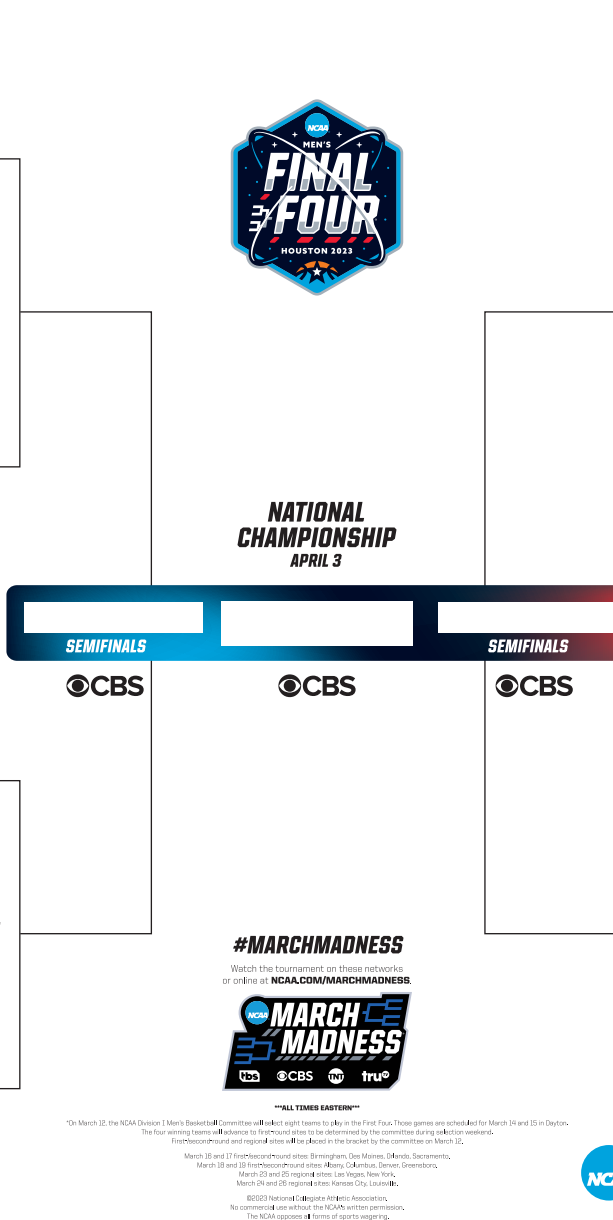 NCAA
MEN'S
FINAL
FOUR
HOUSTON 2023
NATIONAL
CHAMPIONSHIP
APRIL 3
SEMIFINALS
SEMIFINALS
CBS
CBS
CBS
#MARCHMADNESS
Watch the tournament on these networks
or online at NCAA.COM/MARCHMADNESS.
NCAA
MARCH
MADNESS
tbs CBS TNT truTV
***ALL TIMES EASTERN***
*On March 12, the NCAA Division I Men's Basketball Committee will select eight teams to play in the First Four. Those games are scheduled for March 14 and 15 in Dayton.
The four winning teams will advance to first-round sites to be determined by the committee during selection weekend.
First-/second-round and regional sites will be placed in the bracket by the committee on March 12.
March 16 and 17 first-/second-round sites: Birmingham, Des Moines, Orlando, Sacramento.
March 18 and 19 first-/second-round sites: Albany, Columbus, Denver, Greensboro.
March 23 and 25 regional sites: Las Vegas, New York.
March 24 and 26 regional sites: Kansas City, Louisville.
©2023 National Collegiate Athletic Association.
No commercial use without the NCAA's written permission.
The NCAA opposes all forms of sports wagering.
NC